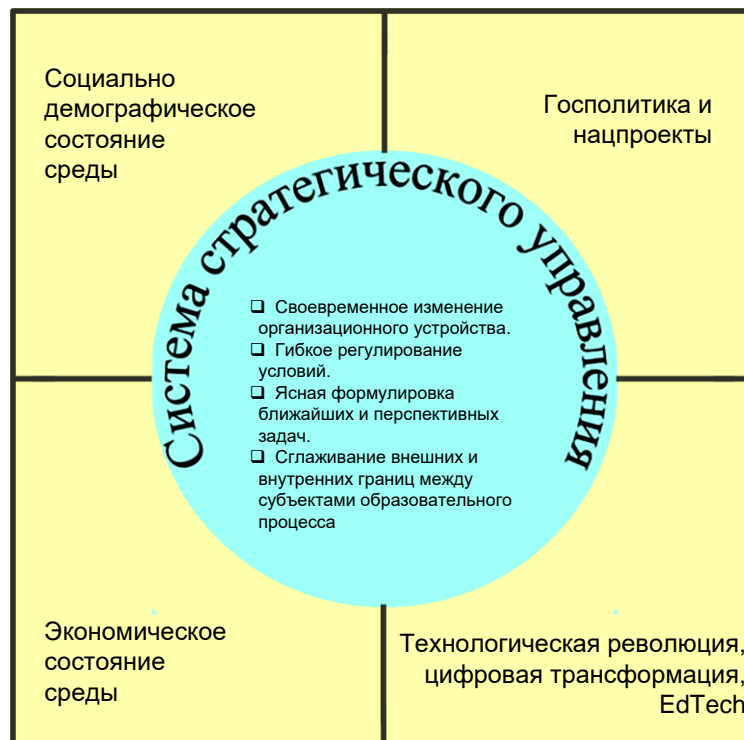 Социально
демографическое
состояние
среды
Госполитика и
нацпроекты
Система стратегического управления
❑ Своевременное изменение
организационного устройства.
❑ Гибкое регулирование
условий.
❑ Ясная формулировка
ближайших и перспективных
задач.
❑ Сглаживание внешних и
внутренних границ между
субъектами образовательного
процесса
Экономическое
состояние
среды
Технологическая революция,
цифровая трансформация,
EdTech